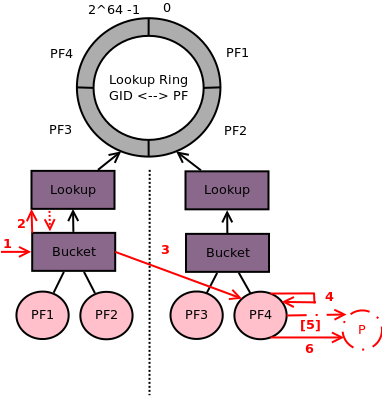 2^64 -1
0
PF4
PF1
Lookup Ring
GID <--> PF
PF3
PF2
Lookup
Lookup
2
1
Bucket
3
Bucket
4
PF1
PF2
PF3
PF4
[5]
P
6